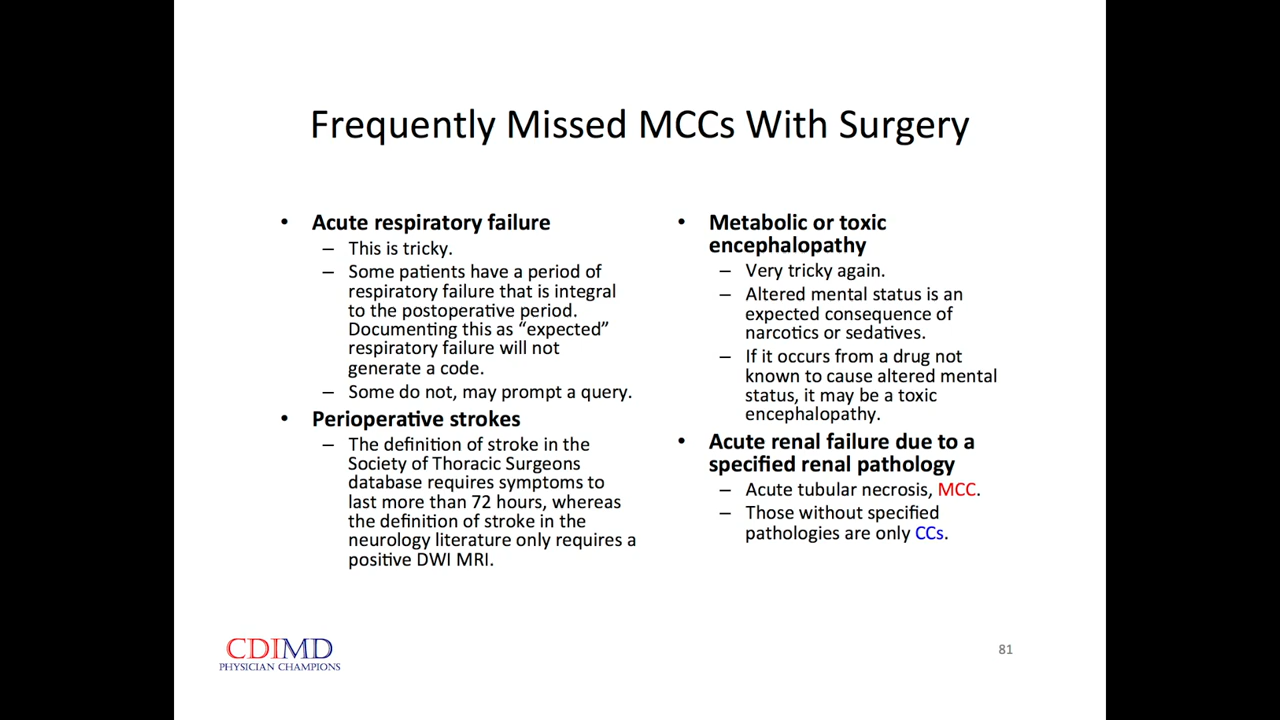 Frequently Missed MCCs With Surgery
• Acute respiratory failure
– This is tricky.
– Some patients have a period of
respiratory failure that is integral
to the postoperative period.
Documenting this as “expected”
respiratory failure will not
generate a code.
– Some do not, may prompt a query.
• Perioperative strokes
– The definition of stroke in the
Society of Thoracic Surgeons
database requires symptoms to
last more than 72 hours, whereas
the definition of stroke in the
neurology literature only requires a
positive DWI MRI.
• Metabolic or toxic
encephalopathy
– Very tricky again.
– Altered mental status is an
expected consequence of
narcotics or sedatives.
– If it occurs from a drug not
known to cause altered mental
status, it may be a toxic
encephalopathy.
• Acute renal failure due to a
specified renal pathology
– Acute tubular necrosis, MCC.
– Those without specified
pathologies are only CCs.
CDIMD
PHYSICIAN CHAMPIONS
81